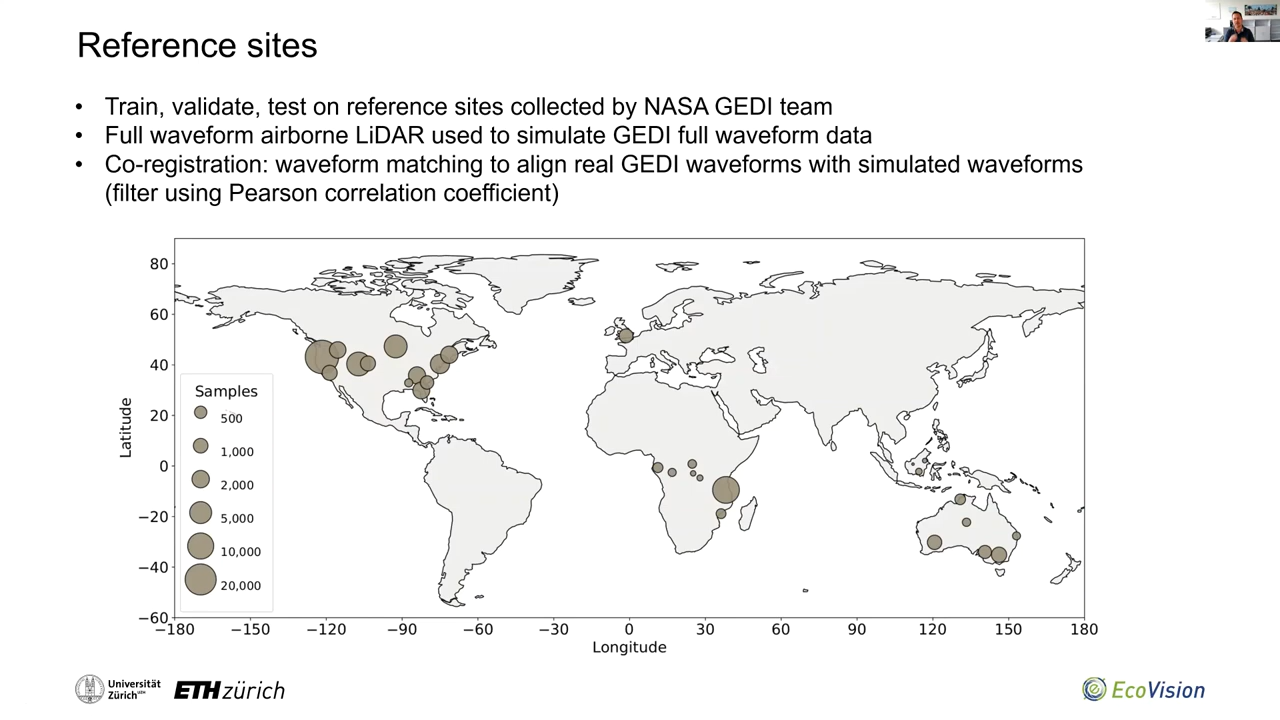 Reference sites
• Train, validate, test on reference sites collected by NASA GEDI team
• Full waveform airborne LiDAR used to simulate GEDI full waveform data
• Co-registration: waveform matching to align real GEDI waveforms with simulated waveforms
(filter using Pearson correlation coefficient)
80
60
40
20
0
−20
−40
−60
Latitude
Samples
500
1,000
2,000
5,000
10,000
20,000
−180 −150 −120 −90 −60 −30 0 30 60 90 120 150 180
Longitude
Universität
Zürich UZH
ETH zürich
EcoVision